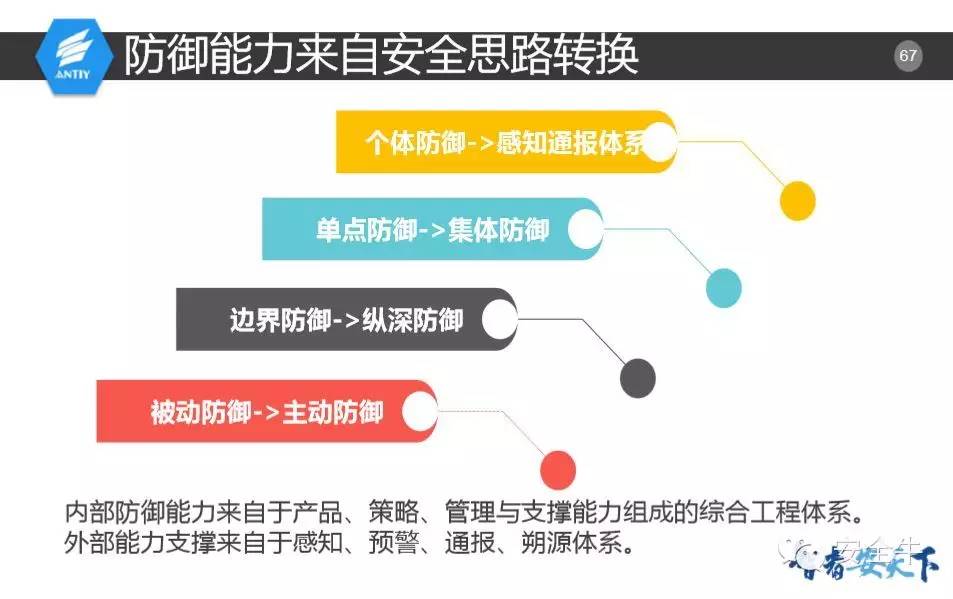 ANTIY
防御能力来自安全思路转换
67
个体防御->感知通报体系
单点防御->集体防御
边界防御->纵深防御
被动防御->主动防御
内部防御能力来自于产品、策略、管理与支撑能力组成的综合工程体系。
外部能力支撑来自于感知、预警、通报、朔源体系。
安全牛
安天下